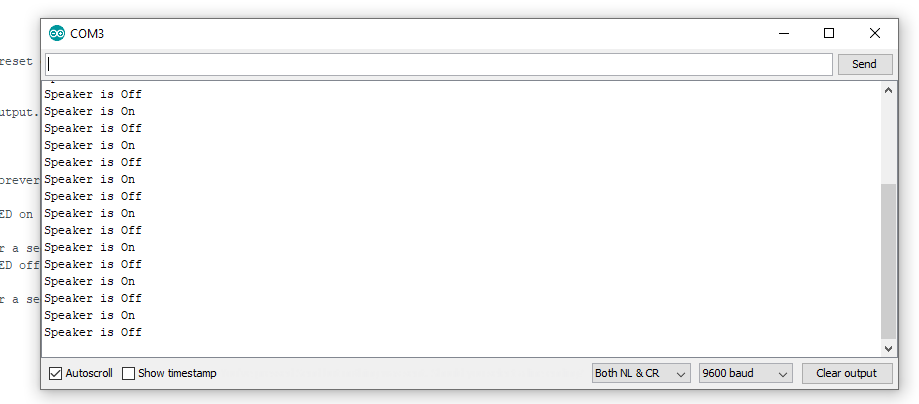 COM3
reset
Send
utput.
Speaker is Off
Speaker is On
Speaker is Off
Speaker is On
Speaker is Off
Speaker is On
Speaker is Off
Speaker is On
Speaker is Off
Speaker is On
Speaker is Off
Speaker is On
Speaker is Off
Speaker is On
Speaker is Off
orever
ED on
r a se
ED off
r a se
Autoscroll Show timestamp Both NL & CR 9600 baud Clear output